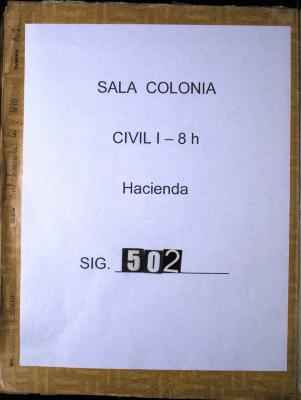 SALA COLONIA
CIVIL I – 8 h
Hacienda
SIG. 502